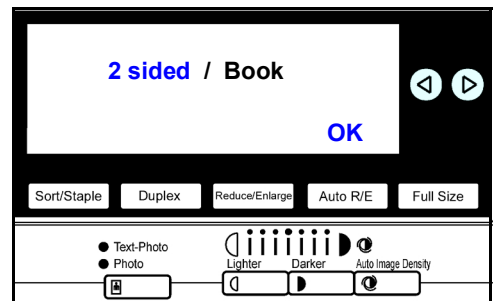 2 sided / Book
OK
Sort/Staple Duplex Reduce/Enlarge Auto R/E Full Size
Text-Photo
Photo
Lighter Darker Auto Image Density